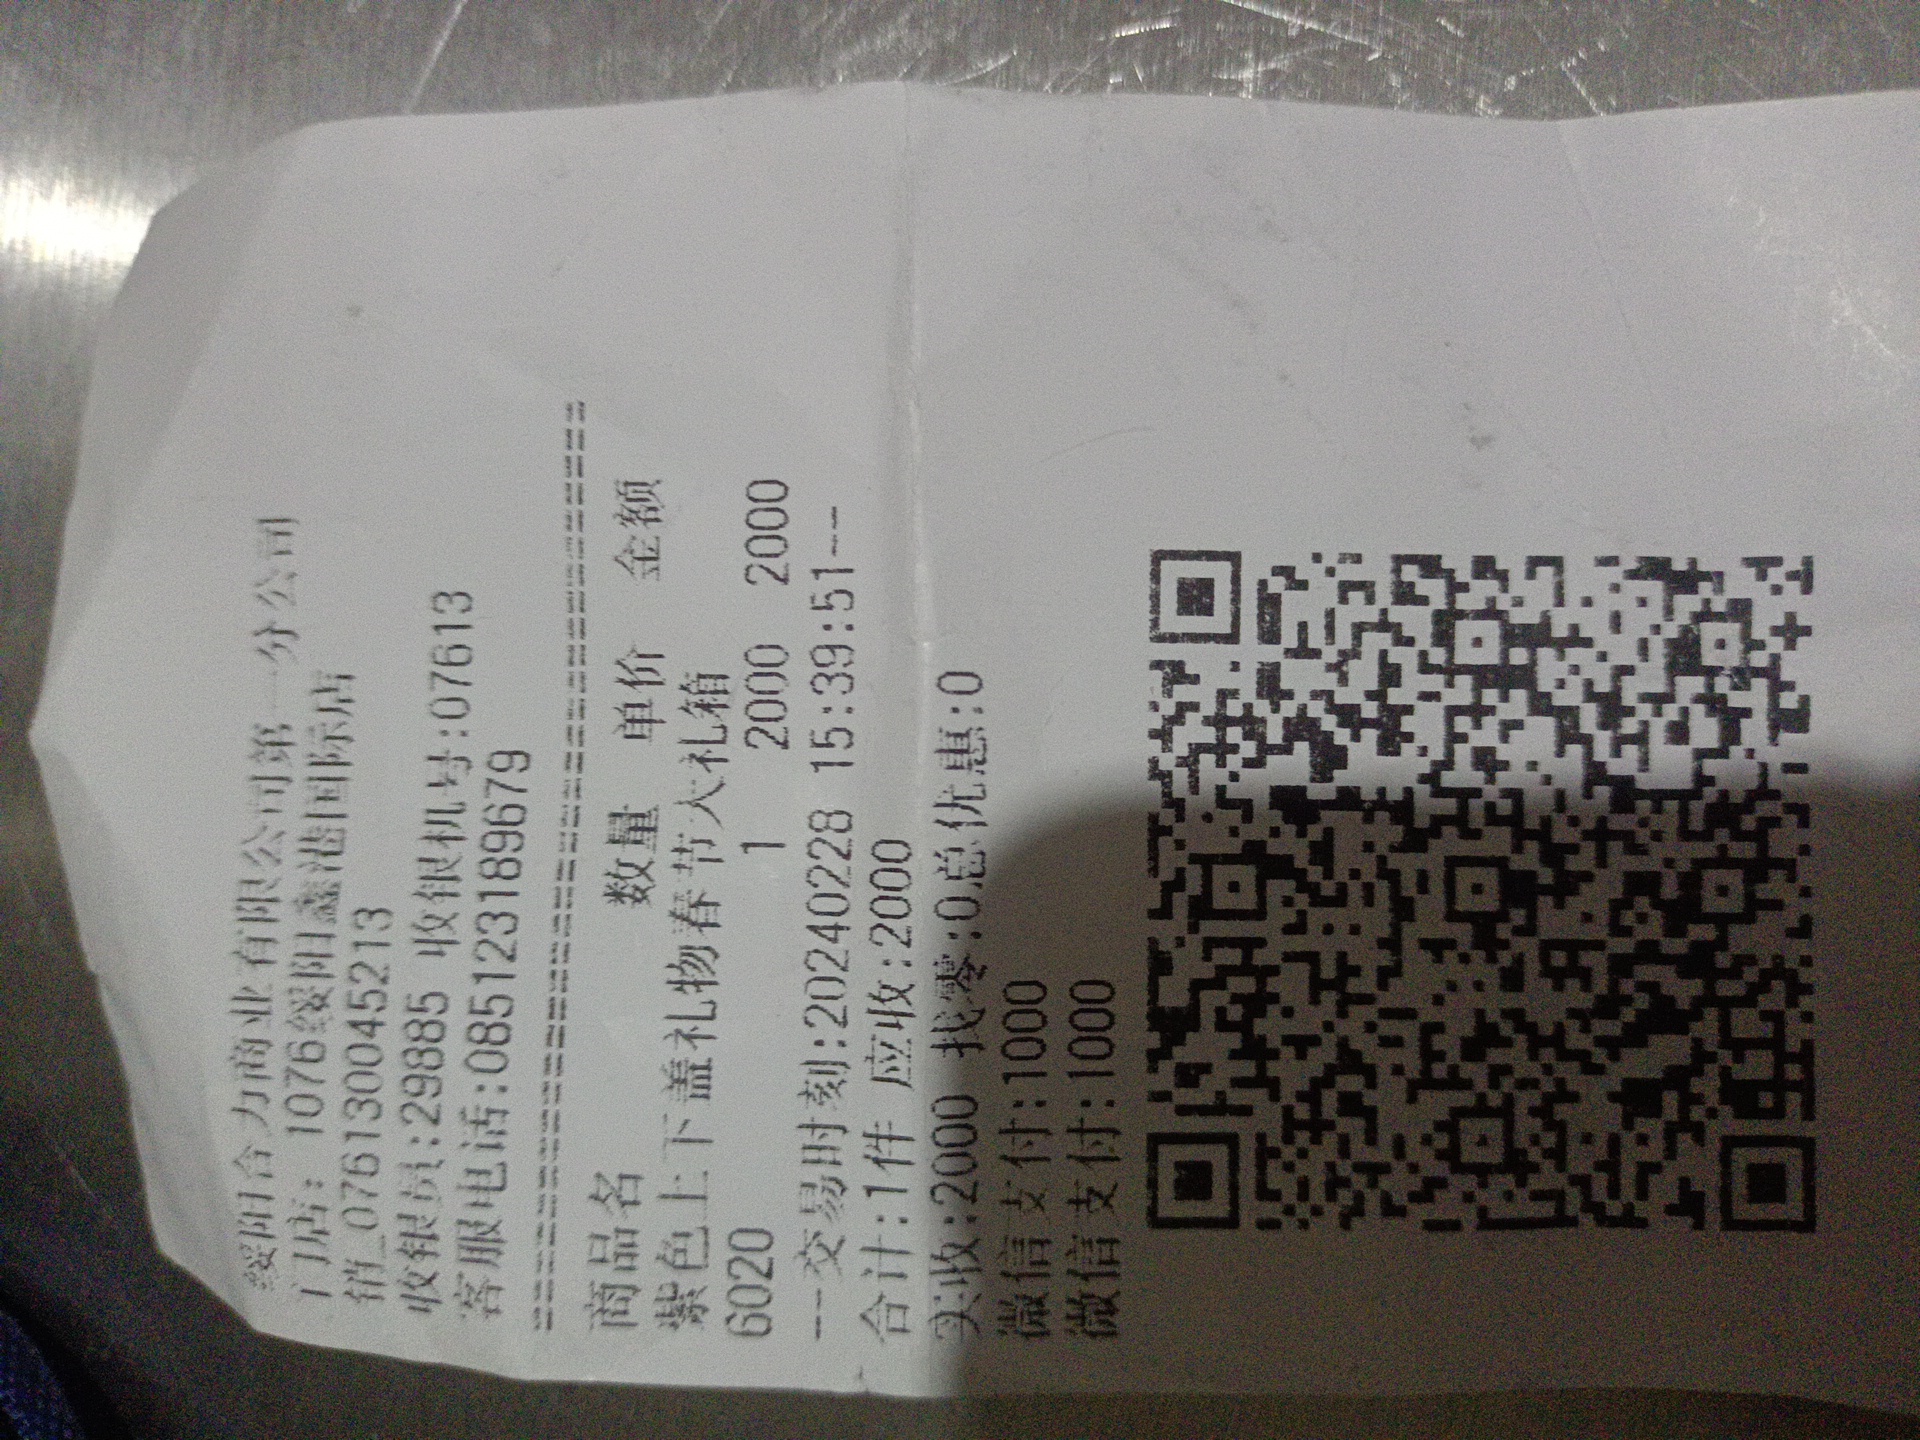 绥阳合力商业有限公司第一分公司
门店: 1076绥阳鑫港国际店
销_0761300452​13
收银员:29885 收银机号:07613
客服电话:085123189679
================================
商品名 数量 单价 金额
紫色上下盖礼物春节大礼箱
6020 1 2000 2000
--交易时刻:20240228 15:39:51--
合计:1件 应收:2000
实收:2000 找零:0总优惠:0
微信支付:1000
微信支付:1000